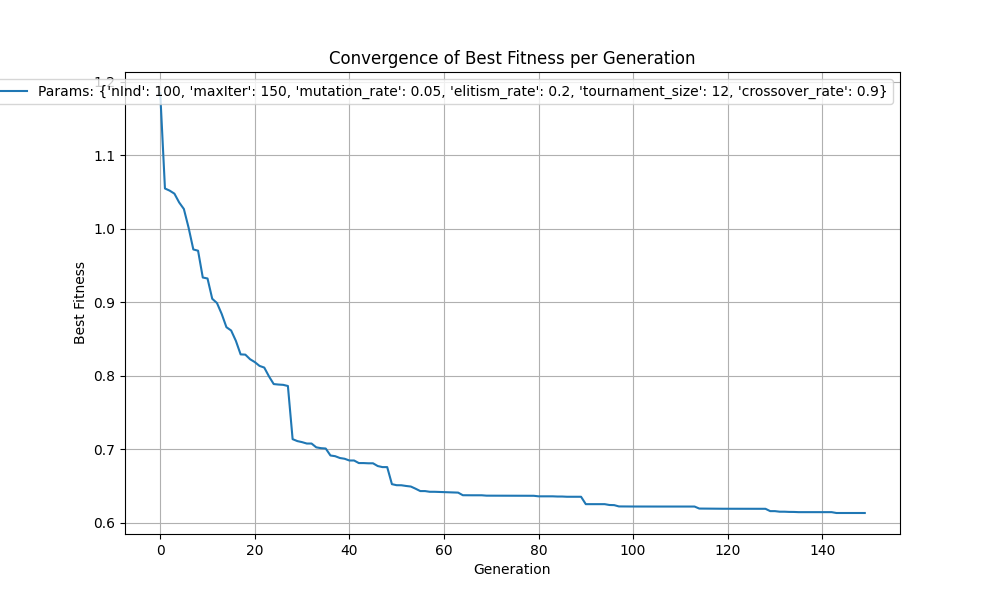 Convergence of Best Fitness per Generation
1.2
Params: {'nInd': 100, 'maxIter': 150, 'mutation_rate': 0.05, 'elitism_rate': 0.2, 'tournament_size': 12, 'crossover_rate': 0.9}
1.1
1.0
0.9
0.8
0.7
0.6
Best Fitness
0 20 40 60 80 100 120 140
Generation